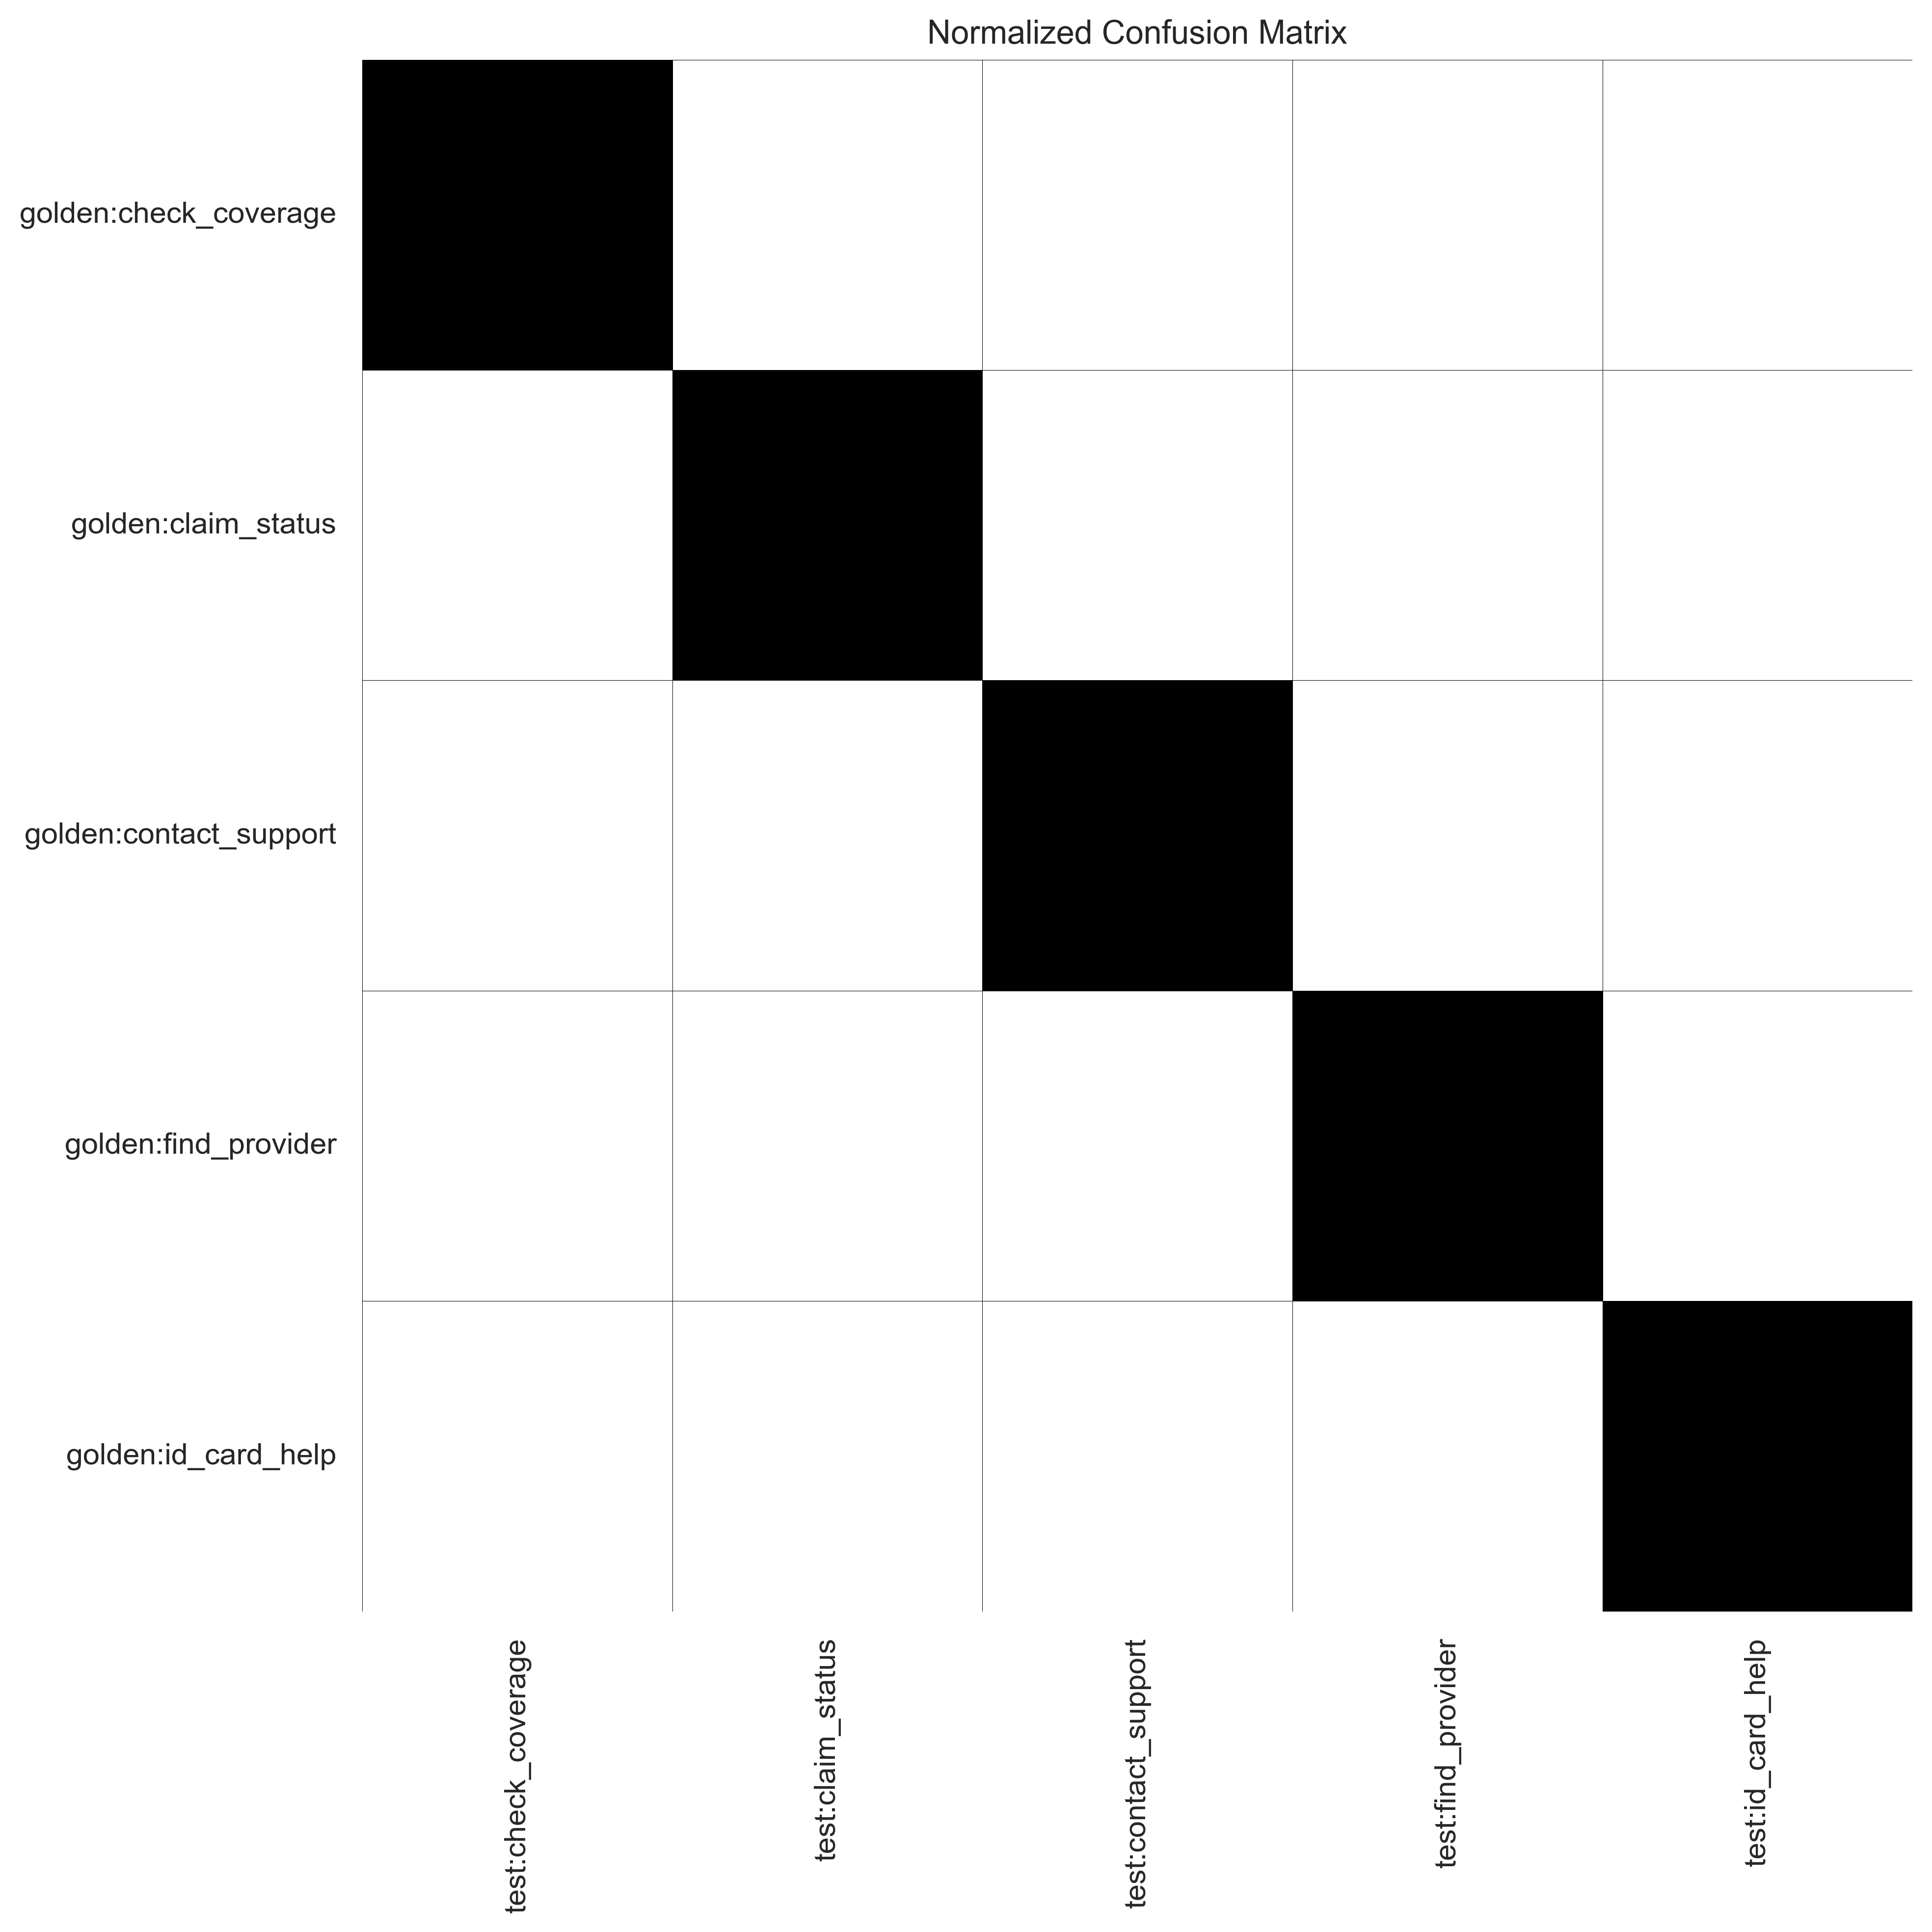 Normalized Confusion Matrix
golden:check_coverage
golden:claim_status
golden:contact_support
golden:find_provider
golden:id_card_help
test:check_coverage
test:claim_status
test:contact_support
test:find_provider
test:id_card_help